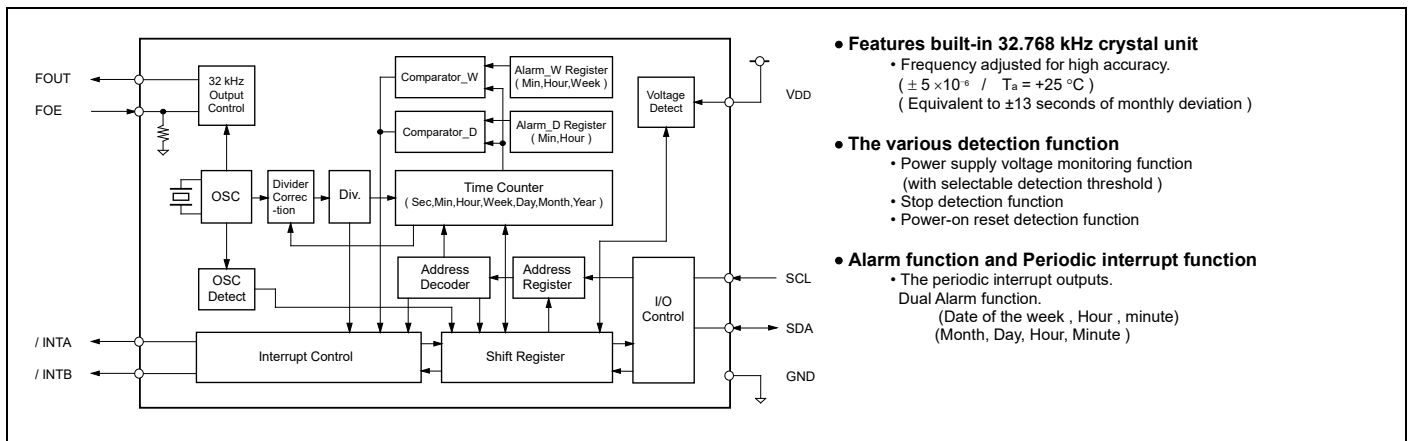 FOUT
FOE
32 kHz
Output
Control
Comparator_W
Alarm_W Register
( Min,Hour,Week )
Comparator_D
Alarm_D Register
( Min,Hour )
Voltage
Detect
VDD
OSC
Divider
Correc
-tion
Div.
Time Counter
( Sec,Min,Hour,Week,Day,Month,Year )
OSC
Detect
Address
Decoder
Address
Register
I/O
Control
SCL
SDA
/ INTA
/ INTB
Interrupt Control
Shift Register
GND
● Features built-in 32.768 kHz crystal unit
• Frequency adjusted for high accuracy.
( ± 5 ×10⁻⁶ / Ta = +25 °C )
( Equivalent to ±13 seconds of monthly deviation )
● The various detection function
• Power supply voltage monitoring function
(with selectable detection threshold )
• Stop detection function
• Power-on reset detection function
● Alarm function and Periodic interrupt function
• The periodic interrupt outputs.
Dual Alarm function.
(Date of the week , Hour , minute)
(Month, Day, Hour, Minute )